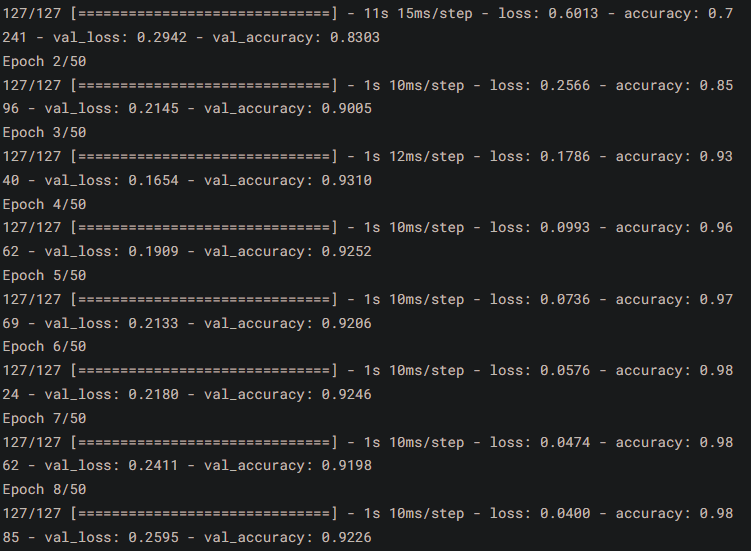 127/127 [==============================] - 11s 15ms/step - loss: 0.6013 - accuracy: 0.7
241 - val_loss: 0.2942 - val_accuracy: 0.8303
Epoch 2/50
127/127 [==============================] - 1s 10ms/step - loss: 0.2566 - accuracy: 0.85
96 - val_loss: 0.2145 - val_accuracy: 0.9005
Epoch 3/50
127/127 [==============================] - 1s 12ms/step - loss: 0.1786 - accuracy: 0.93
40 - val_loss: 0.1654 - val_accuracy: 0.9310
Epoch 4/50
127/127 [==============================] - 1s 10ms/step - loss: 0.0993 - accuracy: 0.96
62 - val_loss: 0.1909 - val_accuracy: 0.9252
Epoch 5/50
127/127 [==============================] - 1s 10ms/step - loss: 0.0736 - accuracy: 0.97
69 - val_loss: 0.2133 - val_accuracy: 0.9206
Epoch 6/50
127/127 [==============================] - 1s 10ms/step - loss: 0.0576 - accuracy: 0.98
24 - val_loss: 0.2180 - val_accuracy: 0.9246
Epoch 7/50
127/127 [==============================] - 1s 10ms/step - loss: 0.0474 - accuracy: 0.98
62 - val_loss: 0.2411 - val_accuracy: 0.9198
Epoch 8/50
127/127 [==============================] - 1s 10ms/step - loss: 0.0400 - accuracy: 0.98
85 - val_loss: 0.2595 - val_accuracy: 0.9226